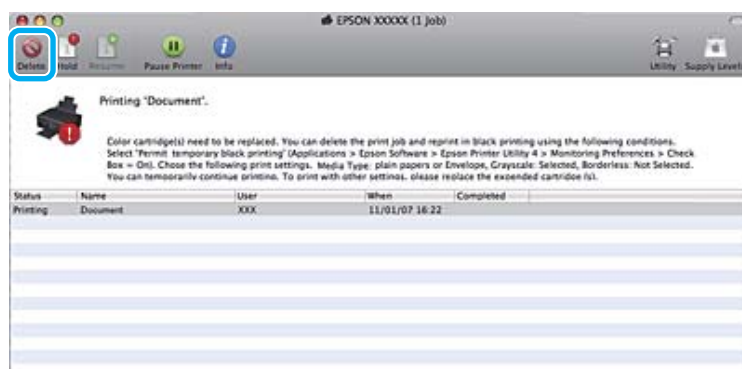 EPSON XXXXX (1 Job)
Delete Hold Resume Pause Printer Info Utility Supply Levels
Printing "Document".
Color cartridge(s) need to be replaced. You can delete the print job and reprint in black printing using the following conditions.
Select "Permit temporary black printing" (Applications > Epson Software > Epson Printer Utility 4 > Monitoring Preferences > Check
Box = On). Chose the following print settings. Media Type: plain papers or Envelope, Grayscale: Selected, Borderless: Not Selected.
You can temporarily continue printing. To print with other settings, please replace the expended cartridge (s).
Status Name User When Completed
Printing Document XXX 11/01/07 16:22